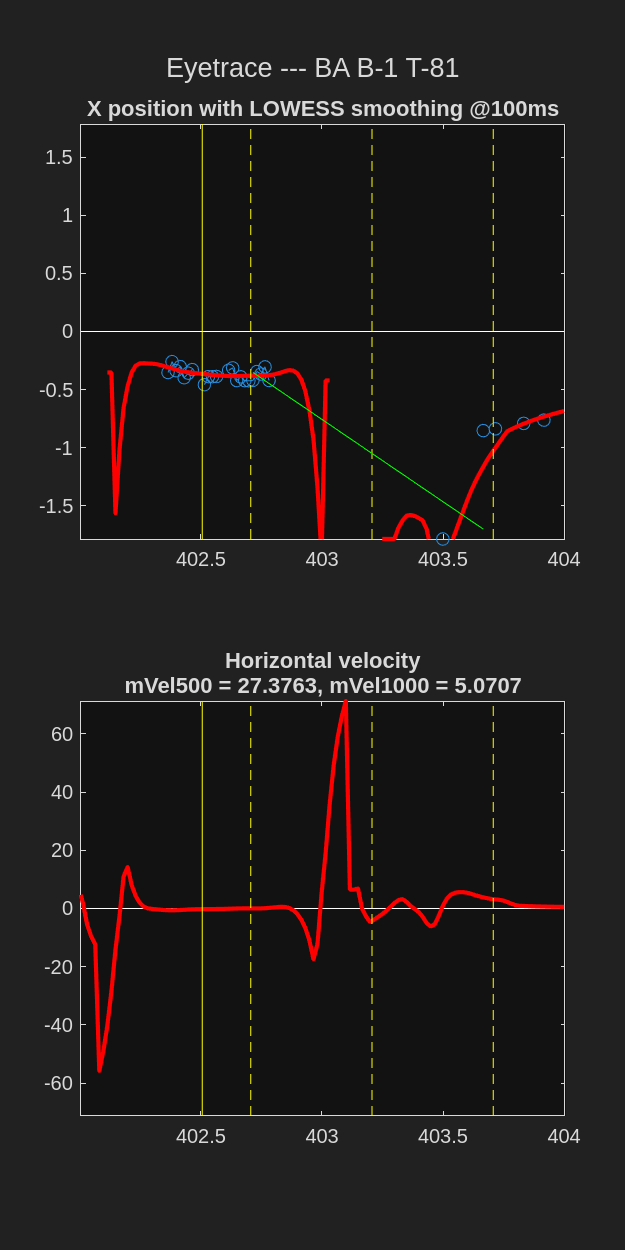 Eyetrace --- BA B-1 T-81
X position with LOWESS smoothing @100ms
1.5
1
0.5
0
-0.5
-1
-1.5
402.5 403 403.5 404
Horizontal velocity
mVel500 = 27.3763, mVel1000 = 5.0707
60
40
20
0
-20
-40
-60
402.5 403 403.5 404